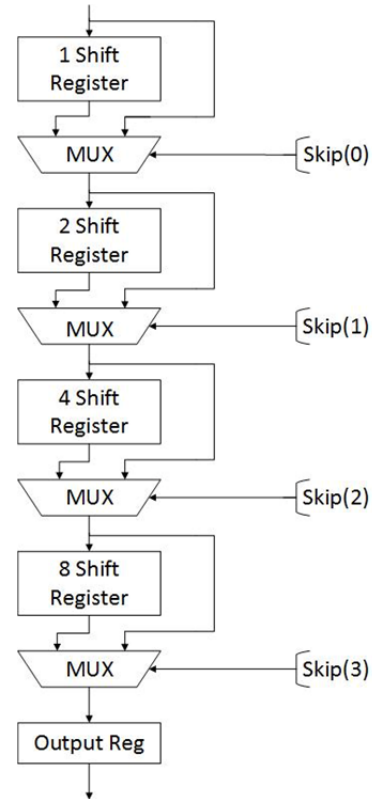 1 Shift
Register
MUX
Skip(0)
2 Shift
Register
MUX
Skip(1)
4 Shift
Register
MUX
Skip(2)
8 Shift
Register
MUX
Skip(3)
Output Reg